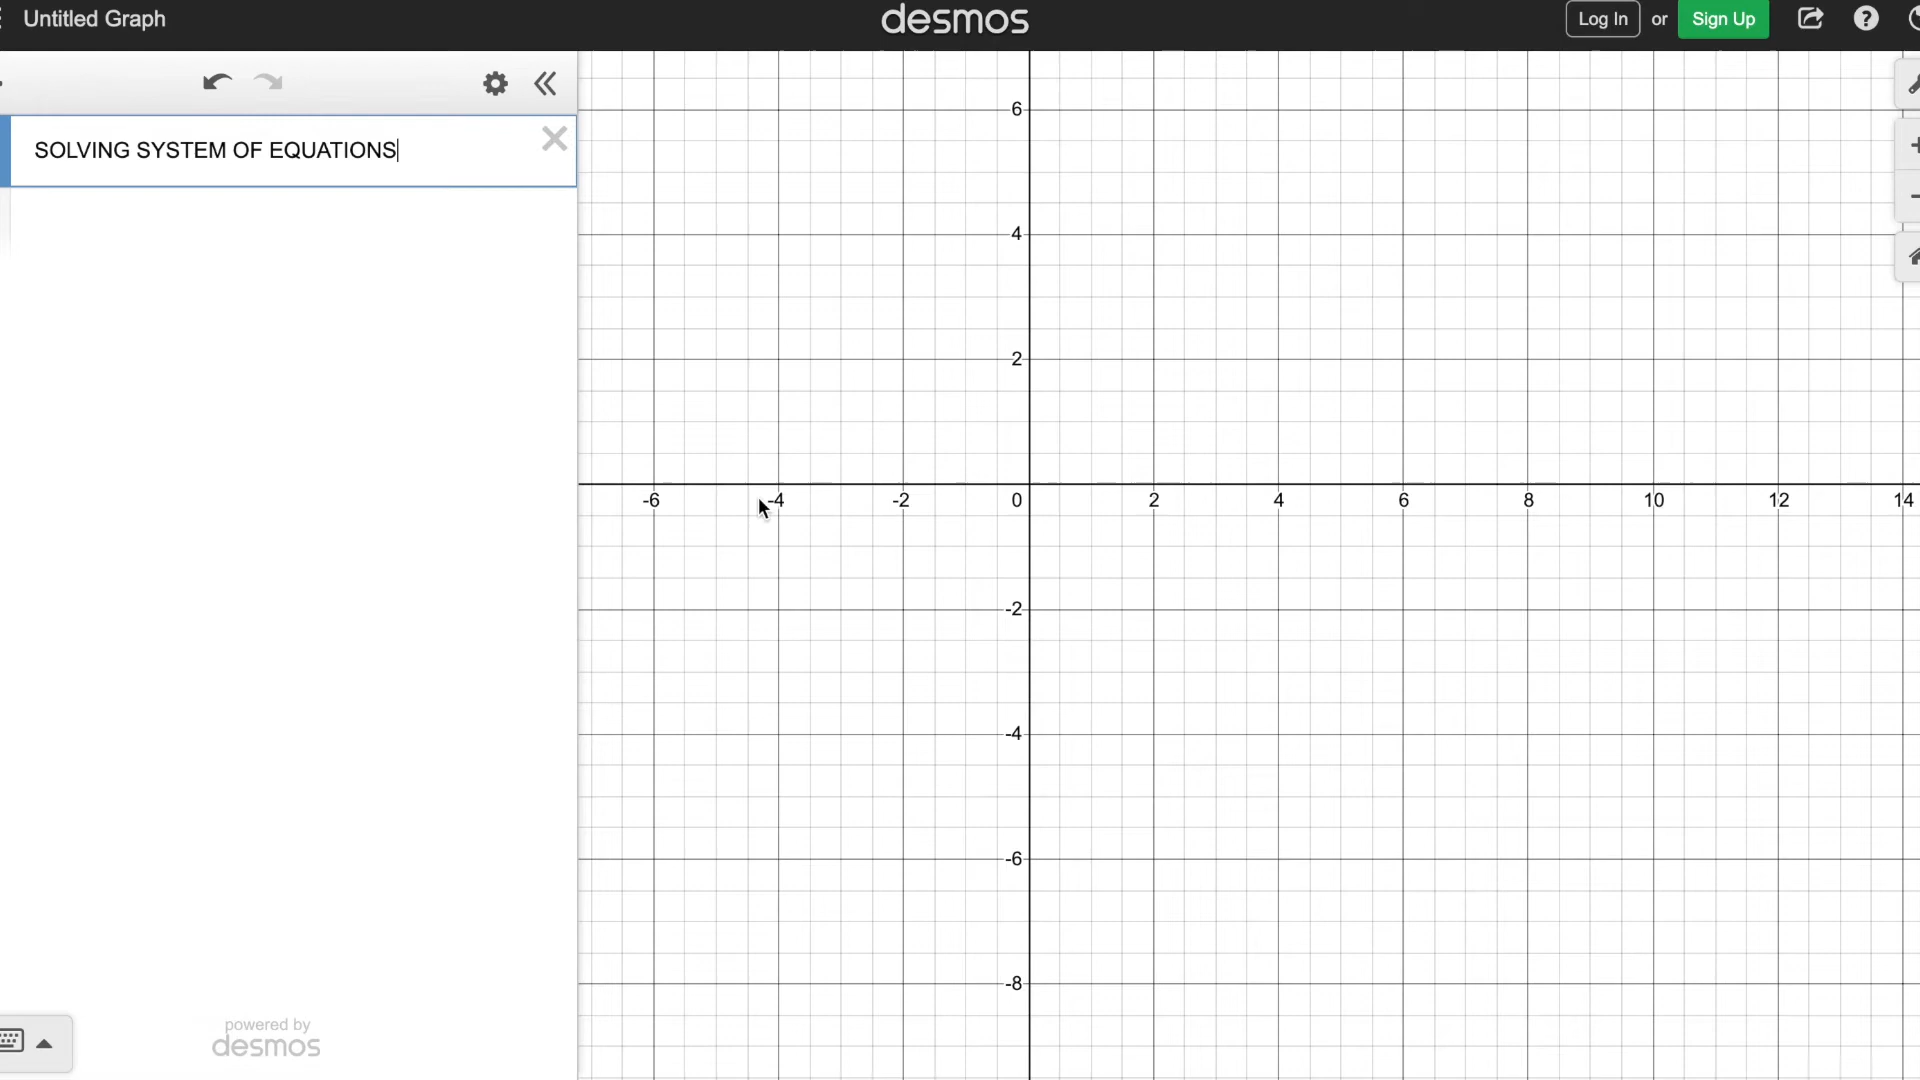 Untitled Graph
desmos
Log In or Sign Up
SOLVING SYSTEM OF EQUATIONS
6
4
2
-6 -4 -2 0 2 4 6 8 10 12 14
-2
-4
-6
-8
powered by
desmos